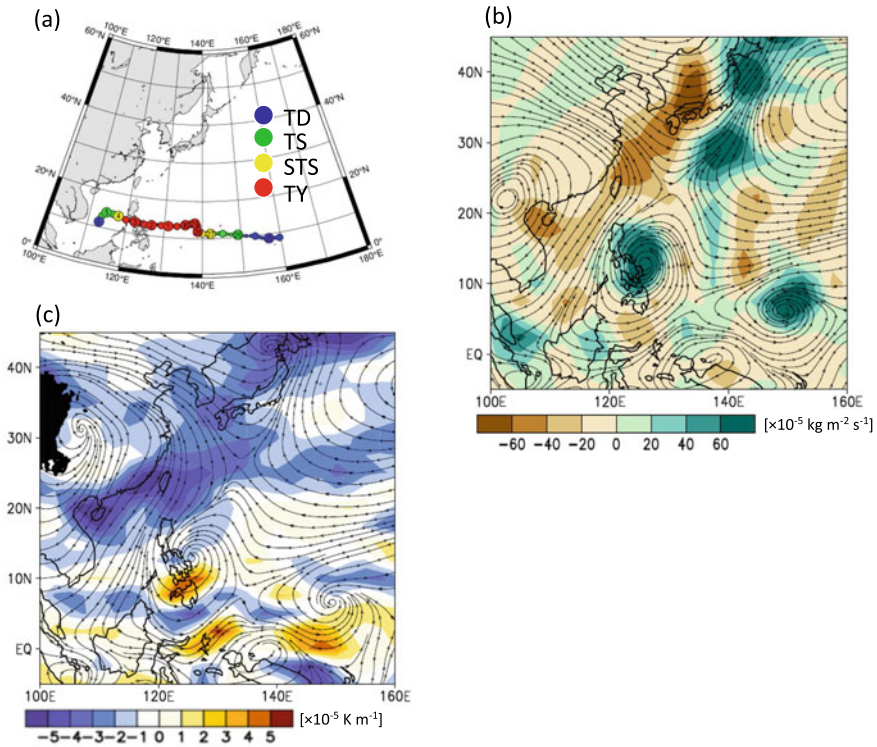 (a)
100°E 120°E 140°E 160°E 180°E
60°N 60°N
40°N 40°N
20°N 20°N
0° 0°
100°E 120°E 140°E 160°E 180°E
TD
TS
STS
TY
4
(b)
40N
30N
20N
10N
EQ
100E 120E 140E 160E
−60 −40 −20 0 20 40 60
[×10-5 kg m-2 s-1]
(c)
40N
30N
20N
10N
EQ
100E 120E 140E 160E
−5−4−3−2−1 0 1 2 3 4 5
[×10-5 K m-1]